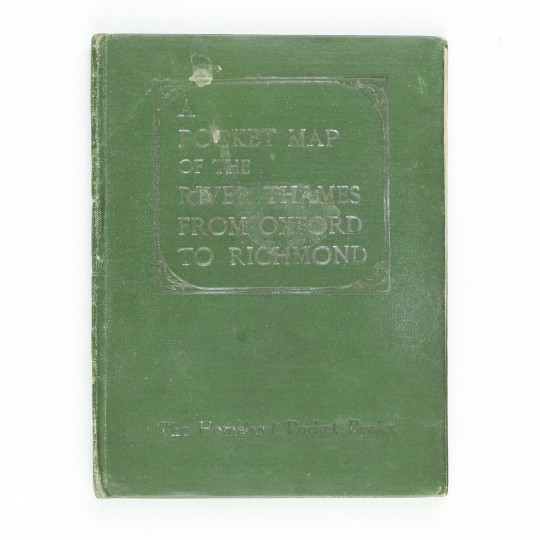 A
POCKET MAP
OF THE
RIVER THAMES
FROM OXFORD
TO RICHMOND
The Homeland Pocket Books